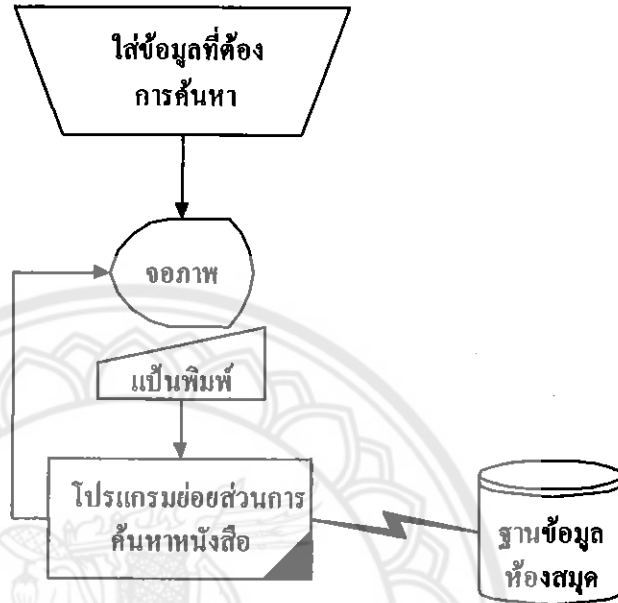 ใส่ข้อมูลที่ต้อง
การค้นหา
จอภาพ
แป้นพิมพ์
โปรแกรมย่อยส่วนการ
ค้นหาหนังสือ
ฐานข้อมูล
ห้องสมุด